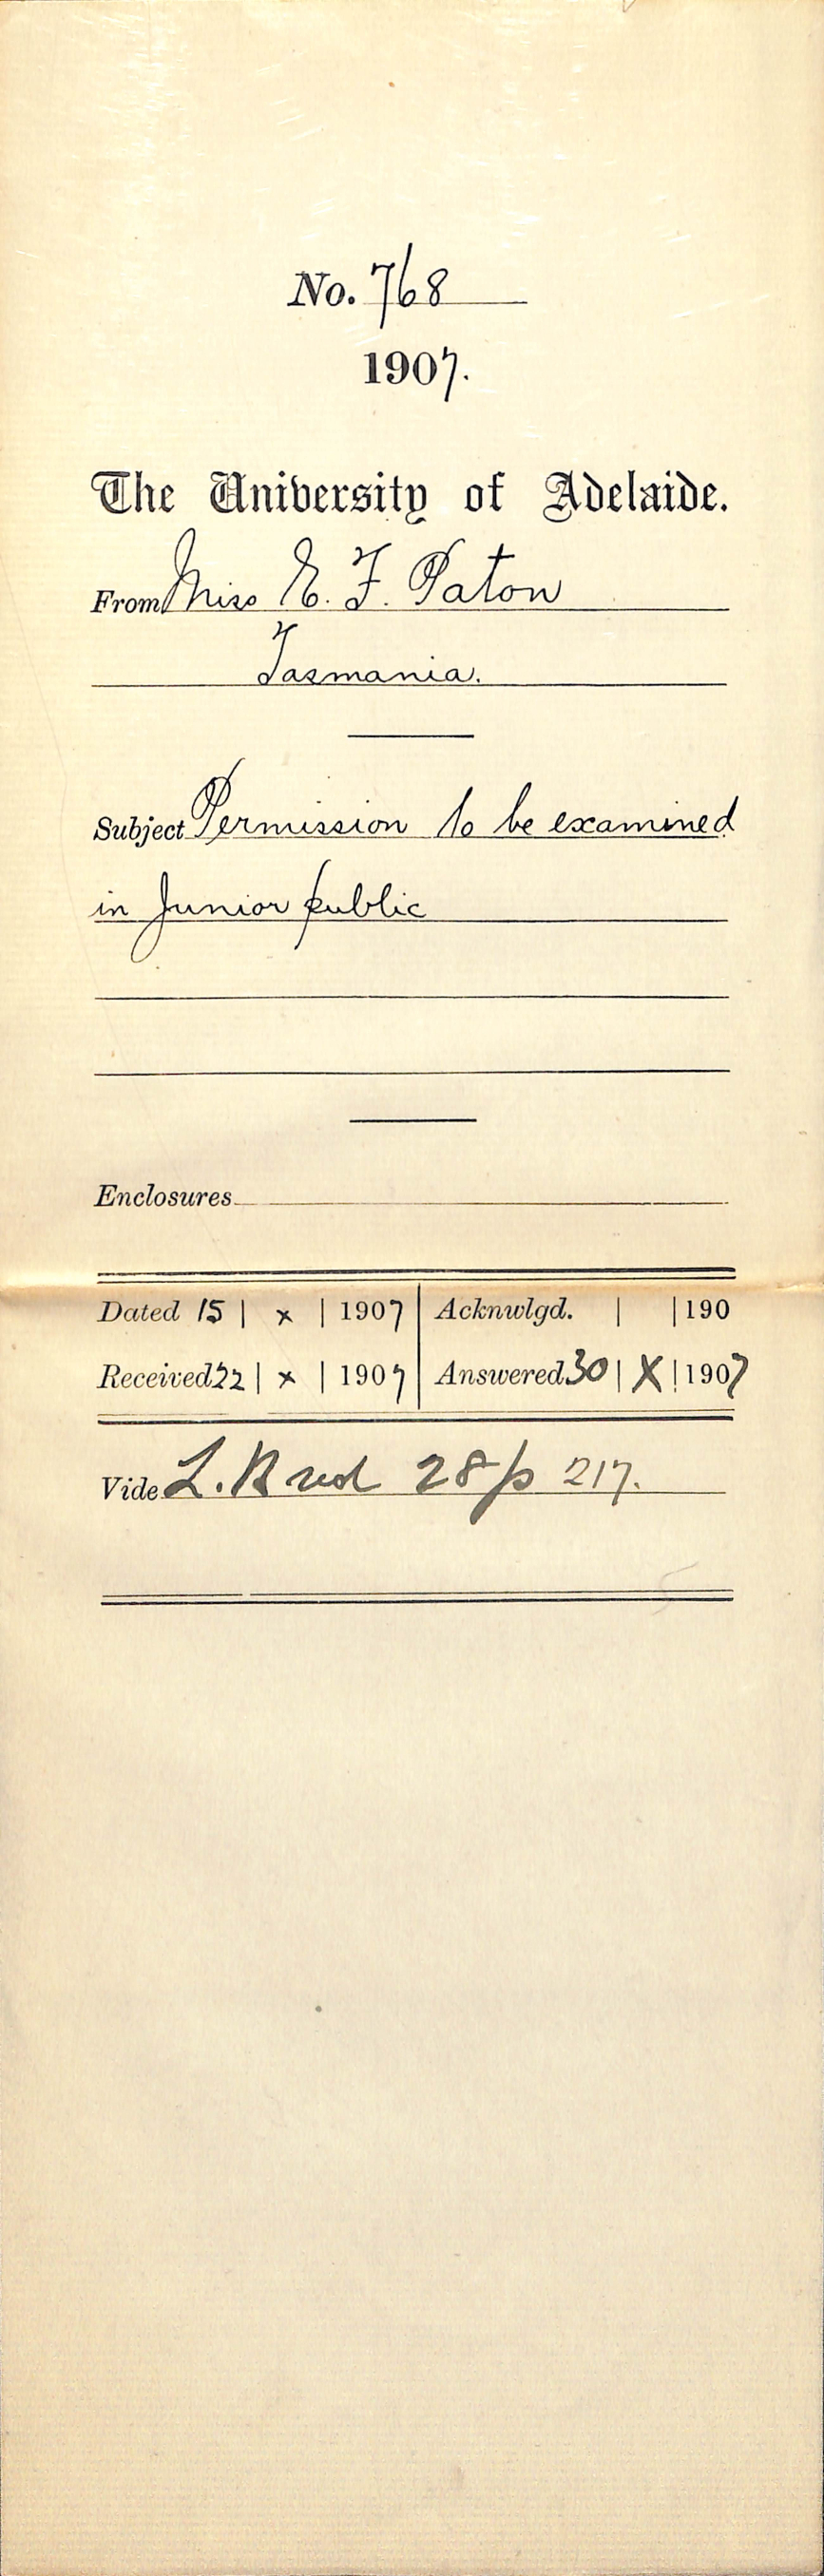 No. 768
1907.
The University of Adelaide.
From Miss E. F. Paton
Tasmania.
Subject Permission to be examined
in Junior public
Enclosures
Dated 15 | x | 1907 | Acknwlgd. | | 190
Received 22 | x | 1907 | Answered 30 | X | 1907
Vide L.B vol 28 p 217.